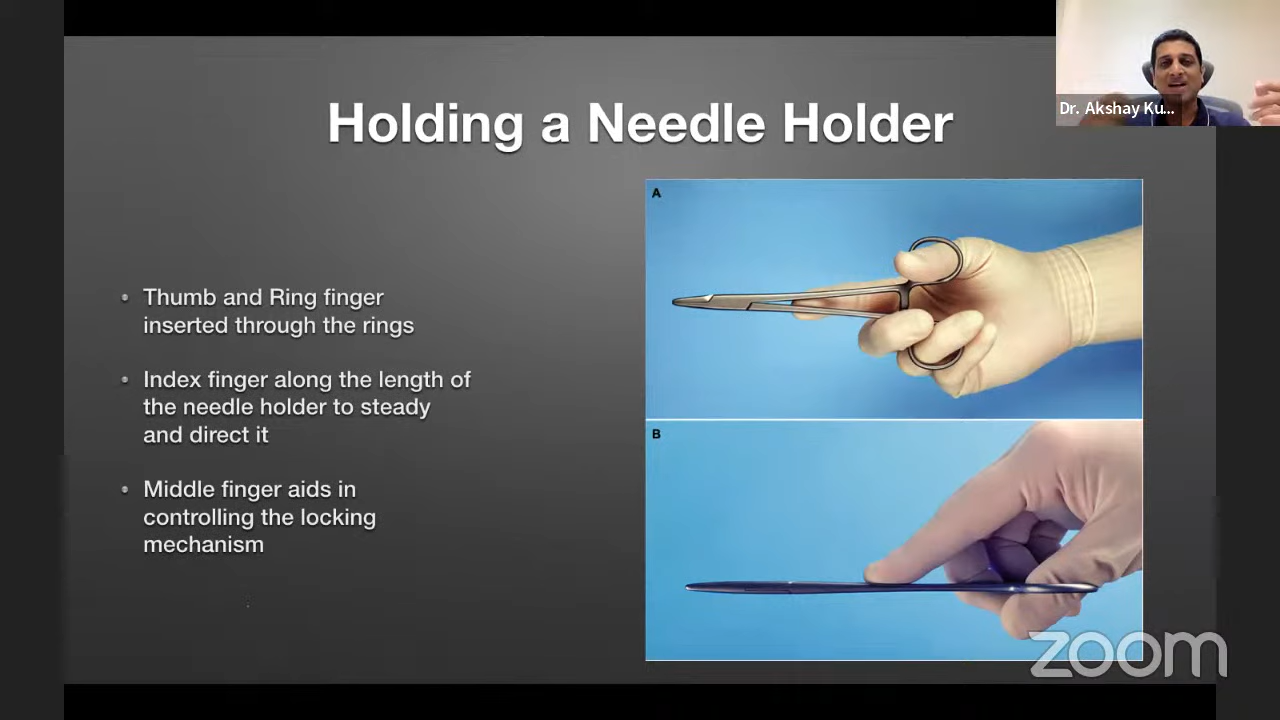 Dr. Akshay Ku...
Holding a Needle Holder
A
• Thumb and Ring finger
inserted through the rings
• Index finger along the length of
the needle holder to steady
and direct it
B
• Middle finger aids in
controlling the locking
mechanism
zoom